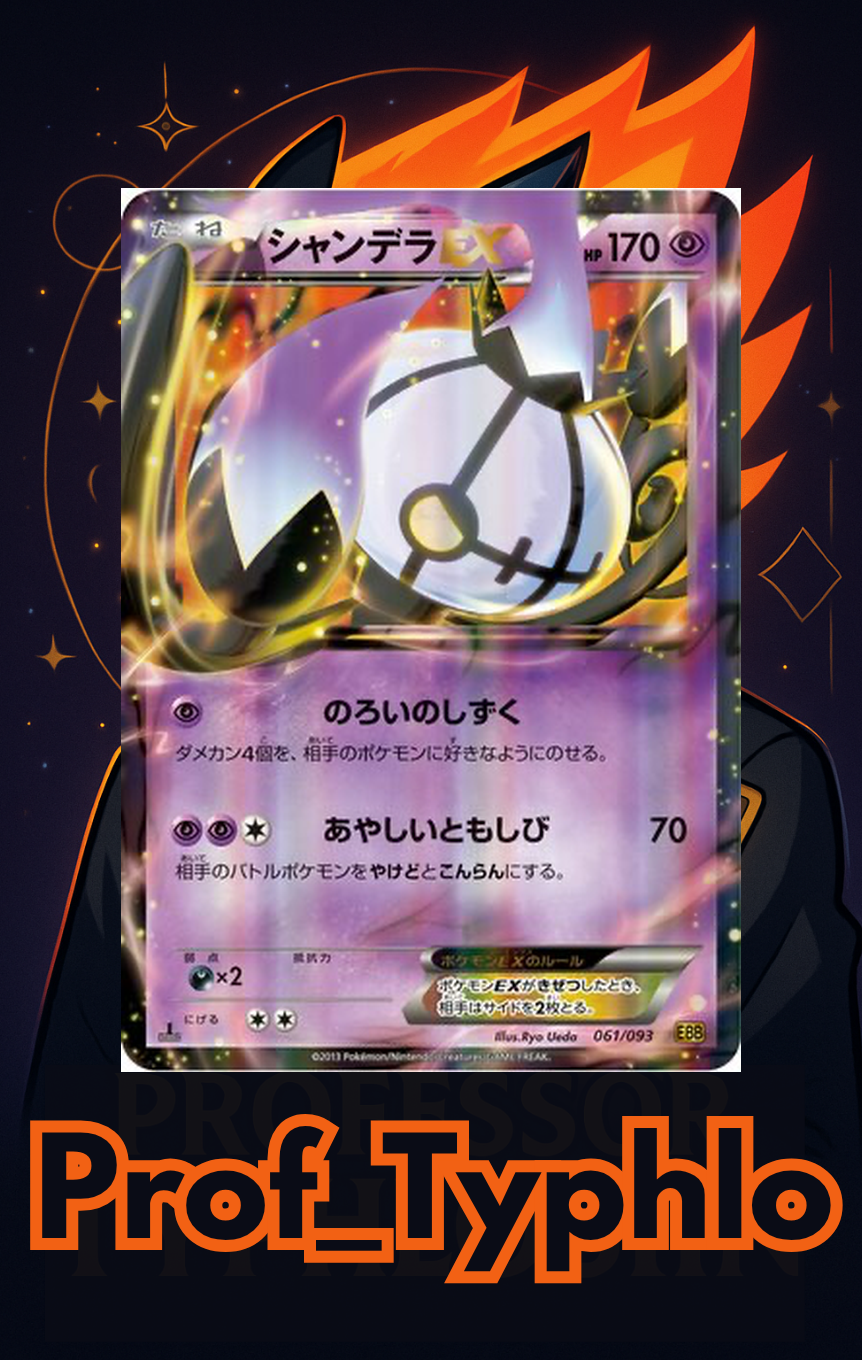 たね シャンデラEX HP170
のろいのしずく
ダメカン4個を、相手のポケモンに好きなようにのせる。
あやしいともしび 70
相手のバトルポケモンをやけどとこんらんにする。
弱点 抵抗力
×2
ポケモンEXのルール
ポケモンEXがきぜつしたとき、
相手はサイドを2枚とる。
にげる
Illus.Ryo Ueda 061/093 EBB
©2013 Pokémon/Nintendo/Creatures/GAME FREAK.
PROFESSOR
Prof_Typhlo